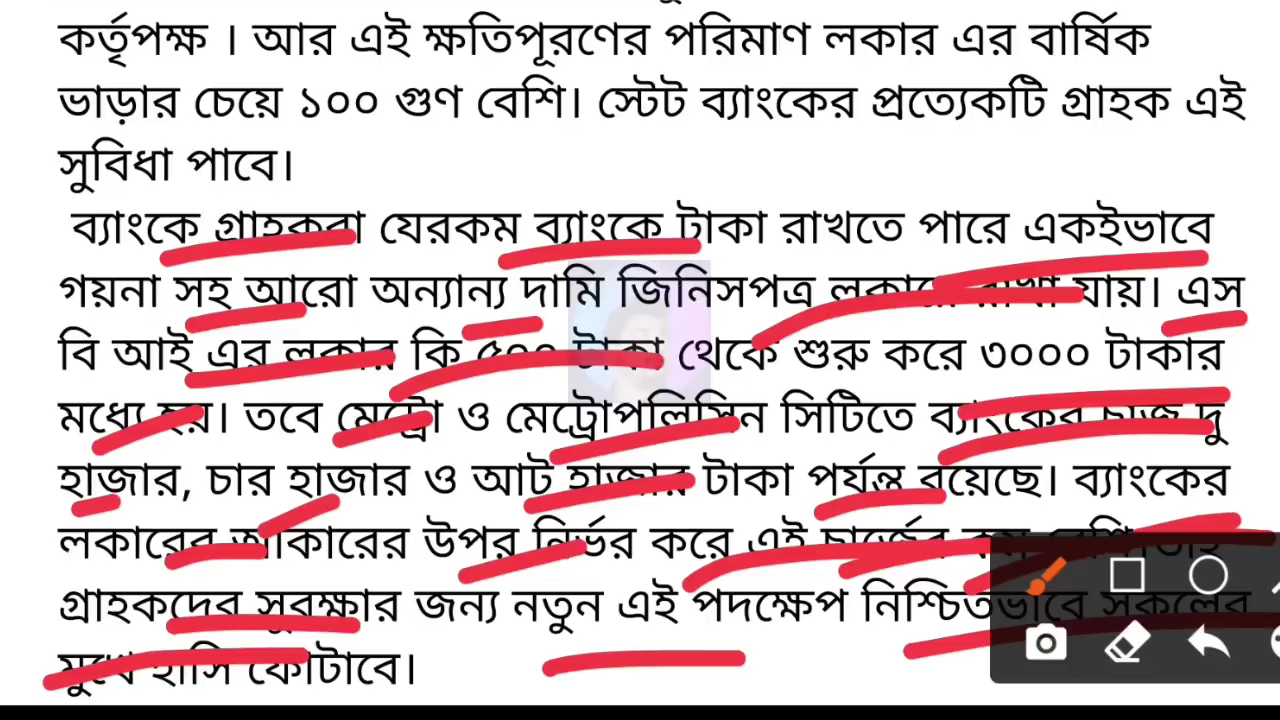 কর্তৃপক্ষ । আর এই ক্ষতিপূরণের পরিমাণ লকার এর বার্ষিক
ভাড়ার চেয়ে ১০০ গুণ বেশি। স্টেট ব্যাংকের প্রত্যেকটি গ্রাহক এই
সুবিধা পাবে।
ব্যাংকে গ্রাহকরা যেরকম ব্যাংকে টাকা রাখতে পারে একইভাবে
গয়না সহ আরো অন্যান্য দামি জিনিসপত্র লকারে রাখা যায়। এস
বি আই এর লকার কি ৫০০ টাকা থেকে শুরু করে ৩০০০ টাকার
মধ্যে হয়। তবে মেট্রো ও মেট্রোপলিসিন সিটিতে ব্যাংকের চার্জ দু
হাজার, চার হাজার ও আট হাজার টাকা পর্যন্ত রয়েছে। ব্যাংকের
লকারের আকারের উপর নির্ভর করে এই চার্জের কম বেশি। তাই
গ্রাহকদের সুরক্ষার জন্য নতুন এই পদক্ষেপ নিশ্চিতভাবে সকলের
মুখে হাসি ফোটাবে।